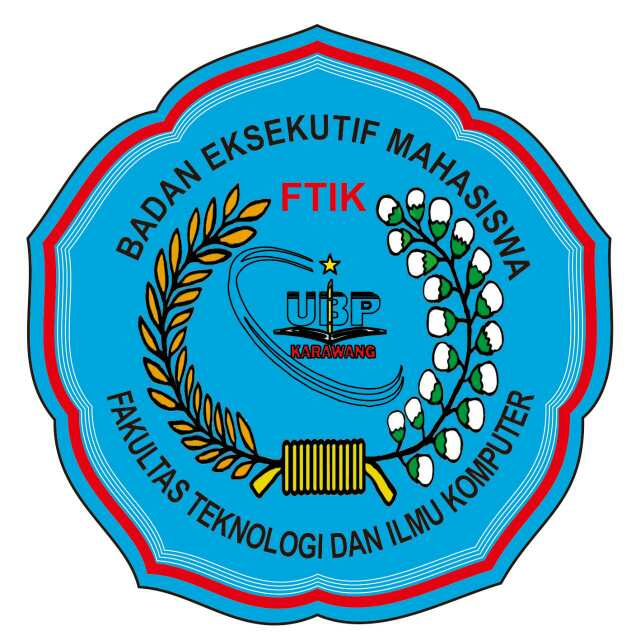 BADAN EKSEKUTIF MAHASISWA
FTIK
UBP
KARAWANG
FAKULTAS TEKNOLOGI DAN ILMU KOMPUTER